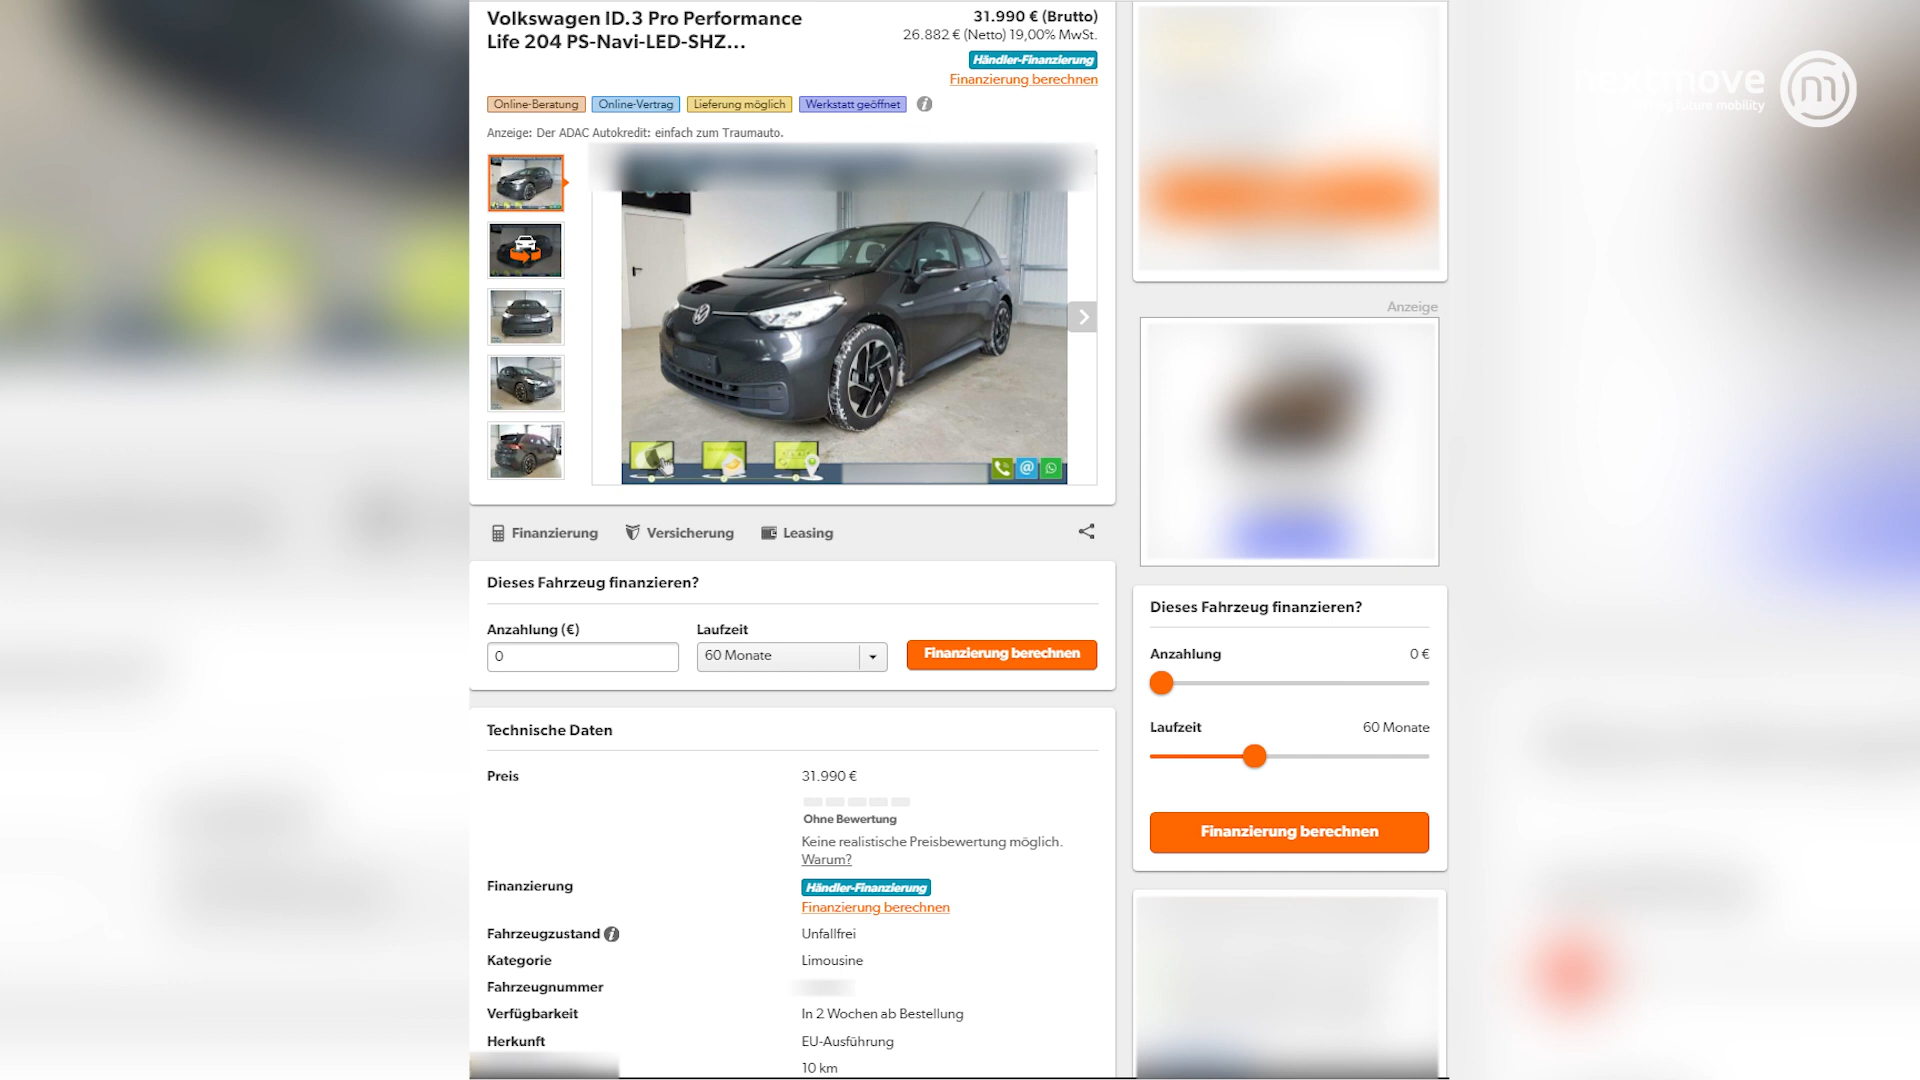 Volkswagen ID.3 Pro Performance
Life 204 PS-Navi-LED-SHZ...
31.990 € (Brutto)
26.882 € (Netto) 19,00% MwSt.
Händler-Finanzierung
Finanzierung berechnen
Online-Beratung
Online-Vertrag
Lieferung möglich
Werkstatt geöffnet
Anzeige: Der ADAC Autokredit: einfach zum Traumauto.
nextmove
future mobility
Anzeige
Finanzierung
Versicherung
Leasing
Dieses Fahrzeug finanzieren?
Anzahlung (€)
Laufzeit
0
60 Monate
Finanzierung berechnen
Dieses Fahrzeug finanzieren?
Anzahlung
0 €
Laufzeit
60 Monate
Finanzierung berechnen
Technische Daten
Preis
31.990 €
Ohne Bewertung
Keine realistische Preisbewertung möglich.
Warum?
Finanzierung
Händler-Finanzierung
Finanzierung berechnen
Fahrzeugzustand
Unfallfrei
Kategorie
Limousine
Fahrzeugnummer
Verfügbarkeit
In 2 Wochen ab Bestellung
Herkunft
EU-Ausführung
10 km